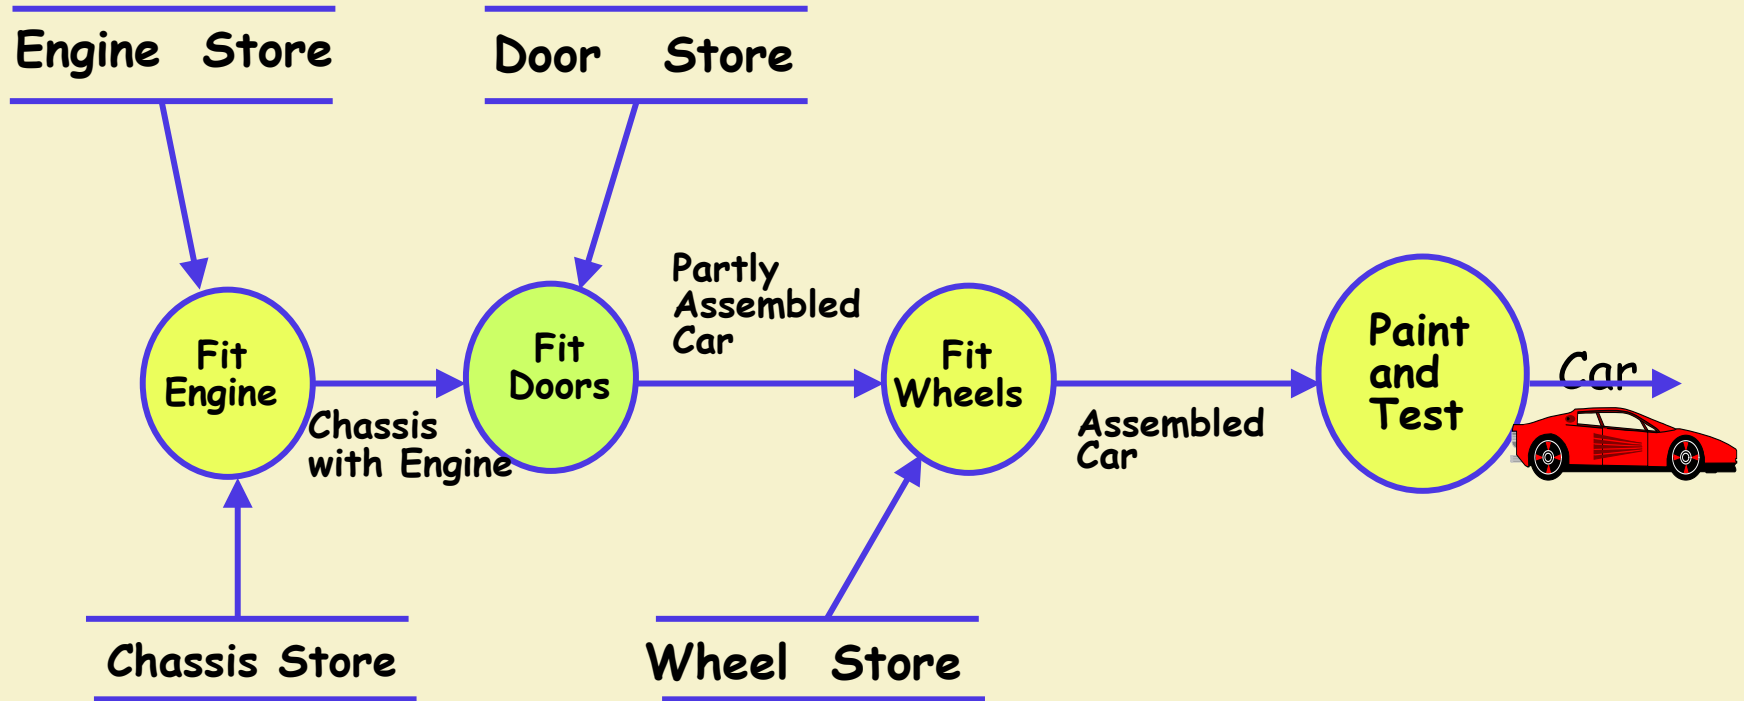 Engine Store
Door Store
Partly
Assembled
Car
Fit
Engine
Fit
Doors
Fit
Wheels
Paint
and
Test
Car
Chassis
with Engine
Assembled
Car
Chassis Store
Wheel Store